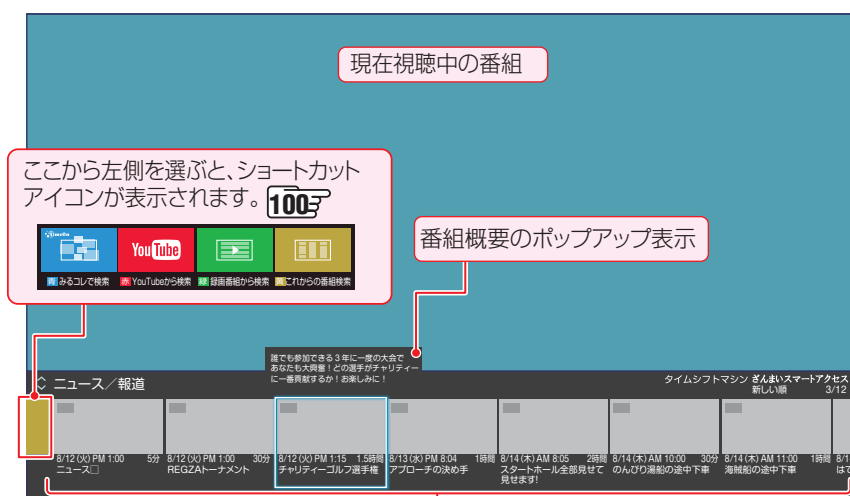 現在視聴中の番組
ここから左側を選ぶと、ショートカット
アイコンが表示されます。100
YouTube
青 みるコレで検索 赤 YouTubeから検索 緑 録画番組から検索 黄 これからの番組検索
番組概要のポップアップ表示
誰でも参加できる3年に一度の大会で
あなたも大興奮!どの選手がチャリティー
に一番貢献するか!お楽しみに!
ニュース/報道
タイムシフトマシン ざんまいスマートアクセス
新しい順 3/12
8/12(火) PM 1:00 5分
ニュース□
8/12(火) PM 1:00 30分
REGZAトーナメント
8/12(火) PM 1:15 1.5時間
チャリティーゴルフ選手権
8/13(水) PM 8:04 1時間
アプローチの決め手
8/14(木) AM 8:05 2時間
スタートホール全部見せて
見せます!
8/14(木) AM 10:00 30分
のんびり湯船の途中下車
8/14(木) AM 11:00 1時間
海賊船の途中下車